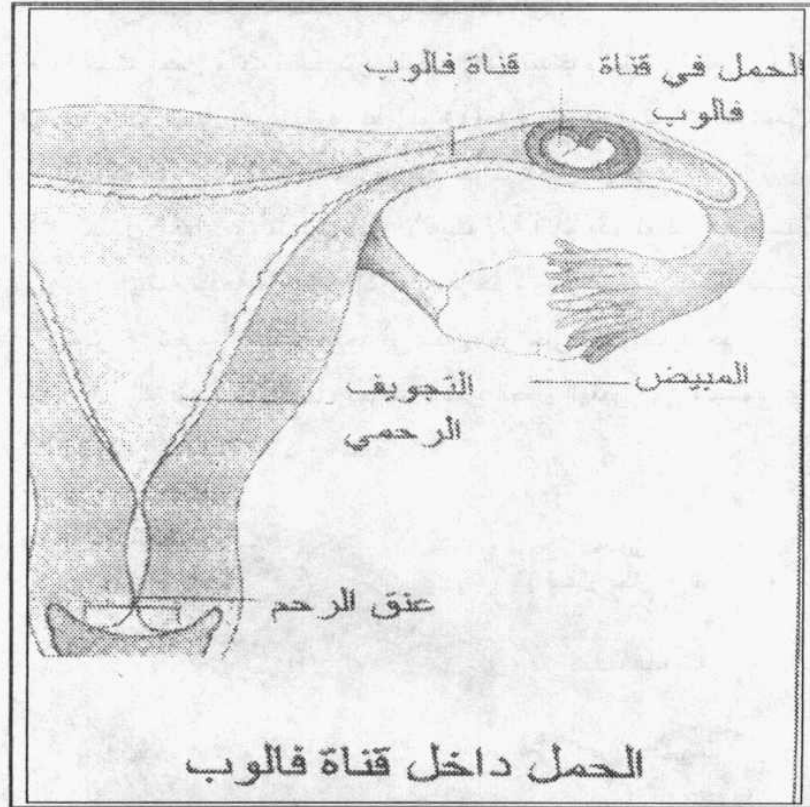 الحمل في قناة
فالوب
قناة فالوب
المبيض
التجويف
الرحمي
عنق الرحم
الحمل داخل قناة فالوب